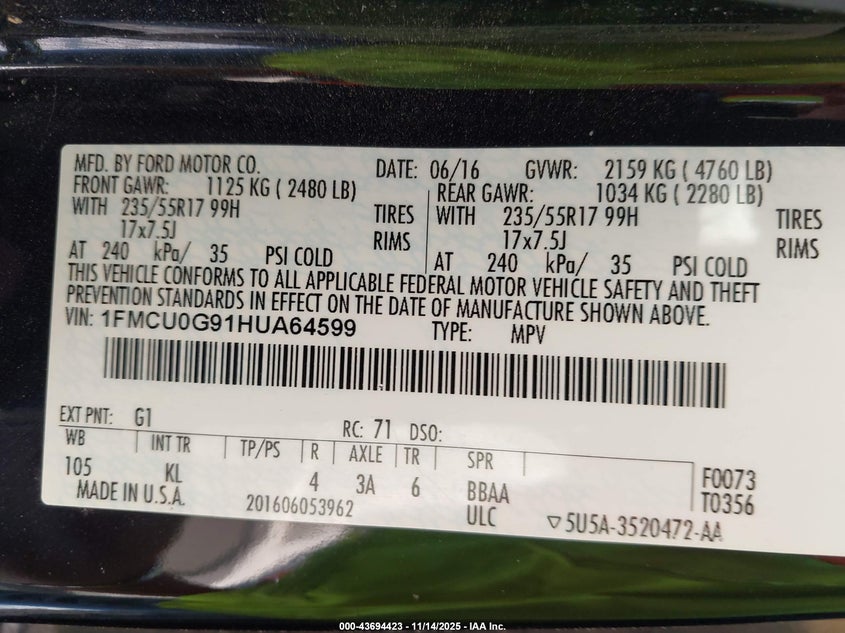 MFD. BY FORD MOTOR CO. DATE: 06/16 GVWR: 2159 KG ( 4760 LB)
FRONT GAWR: 1125 KG ( 2480 LB) REAR GAWR: 1034 KG ( 2280 LB)
WITH 235/55R17 99H TIRES WITH 235/55R17 99H TIRES
17x7.5J RIMS 17x7.5J RIMS
AT 240 kPa/ 35 PSI COLD AT 240 kPa/ 35 PSI COLD
THIS VEHICLE CONFORMS TO ALL APPLICABLE FEDERAL MOTOR VEHICLE SAFETY AND THEFT
PREVENTION STANDARDS IN EFFECT ON THE DATE OF MANUFACTURE SHOWN ABOVE.
VIN: 1FMCU0G91HUA64599 TYPE: MPV
EXT PNT: G1 RC: 71 DSO:
WB INT TR TP/PS R AXLE TR SPR
105 KL 4 3A 6 BBAA F0073
MADE IN U.S.A. 201606053962 ULC T0356
▽5U5A-3520472-AA
000-43694423 - 11/14/2025 - IAA Inc.